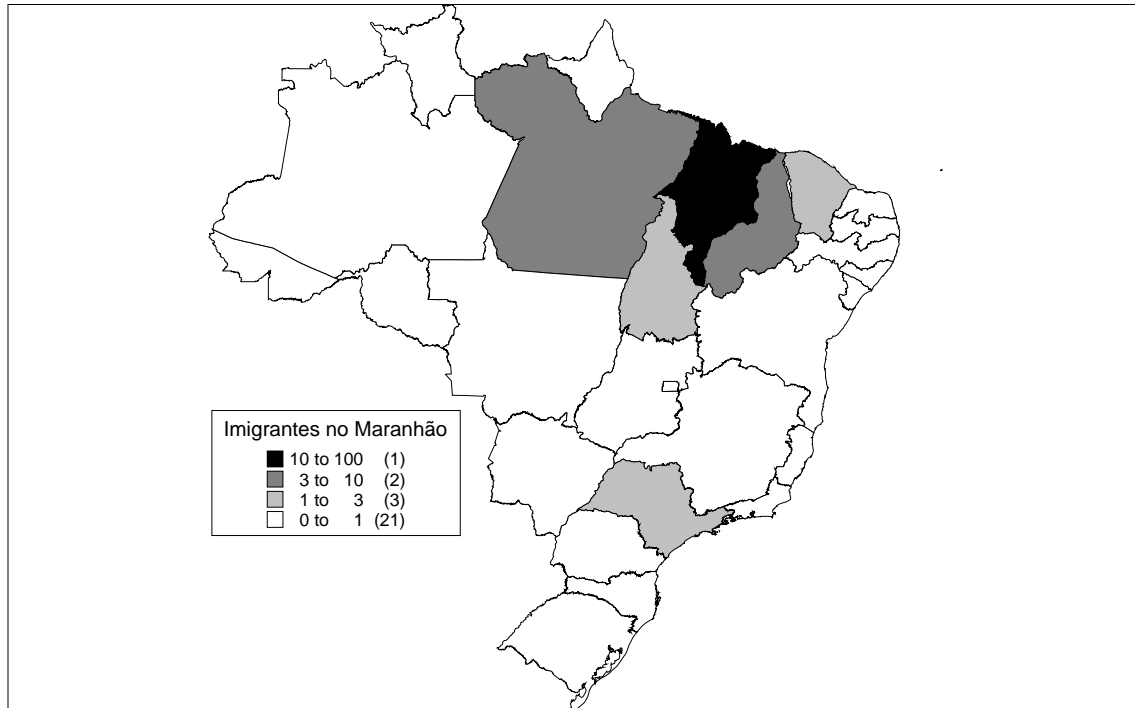 Imigrantes no Maranhão
10 to 100 (1)
3 to 10 (2)
1 to 3 (3)
0 to 1 (21)